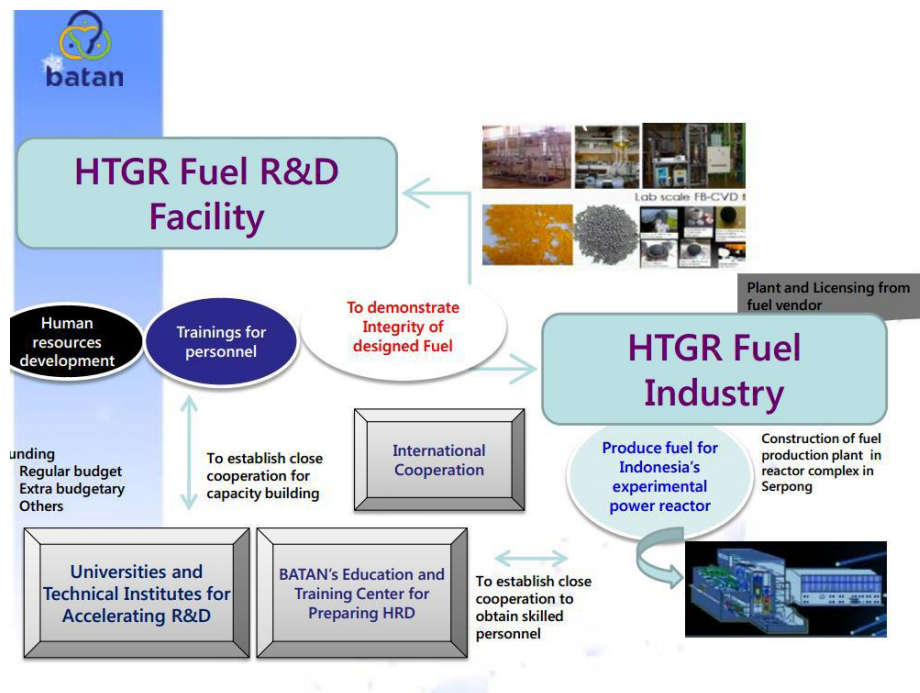 batan
HTGR Fuel R&D
Facility
Lab scale FB-CVD
Plant and Licensing from
fuel vendor
Human
resources
development
Trainings for
personnel
To demonstrate
Integrity of
designed Fuel
HTGR Fuel
Industry
unding
Regular budget
Extra budgetary
Others
To establish close
cooperation for
capacity building
International
Cooperation
Produce fuel for
Indonesia's
experimental
power reactor
Construction of fuel
production plant in
reactor complex in
Serpong
Universities and
Technical Institutes for
Accelerating R&D
BATAN's Education and
Training Center for
Preparing HRD
To establish close
cooperation to
obtain skilled
personnel